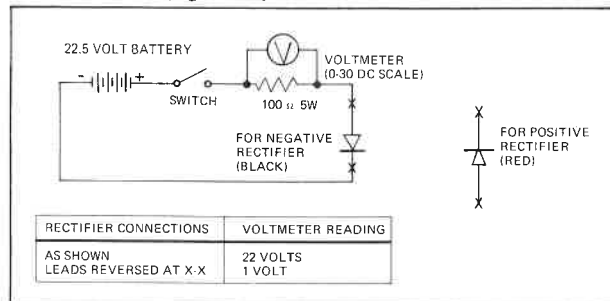 22.5 VOLT BATTERY
- +
SWITCH
V
VOLTMETER
(0-30 DC SCALE)
100 Ω 5W
X
FOR NEGATIVE
RECTIFIER
(BLACK)
X
X
FOR POSITIVE
RECTIFIER
(RED)
X
RECTIFIER CONNECTIONS VOLTMETER READING
AS SHOWN 22 VOLTS
LEADS REVERSED AT X-X 1 VOLT